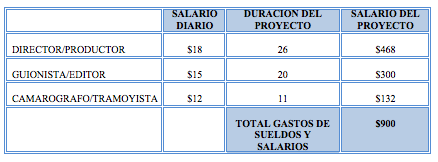 SALARIO DIARIO DURACION DEL PROYECTO SALARIO DEL PROYECTO
DIRECTOR/PRODUCTOR $18 26 $468
GUIONISTA/EDITOR $15 20 $300
CAMAROGRAFO/TRAMOYISTA $12 11 $132
TOTAL GASTOS DE SUELDOS Y SALARIOS $900